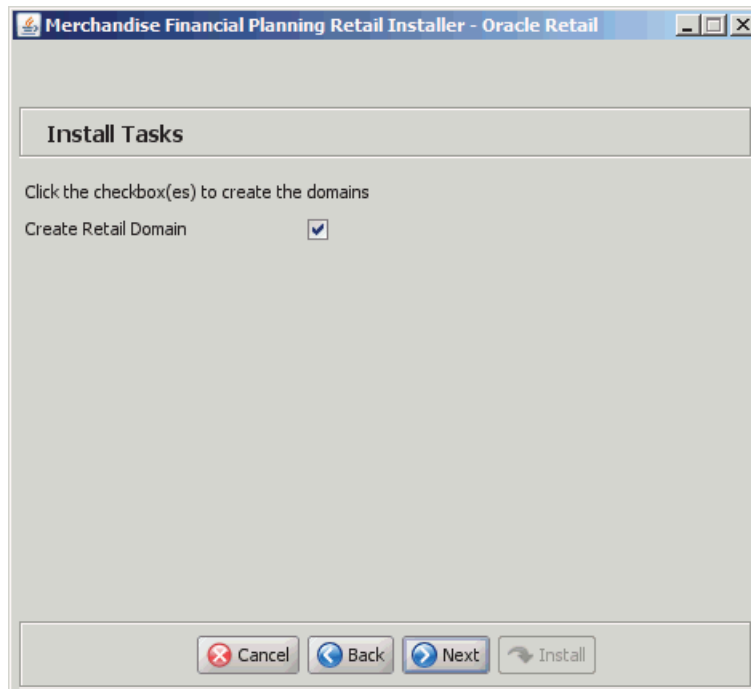 Merchandise Financial Planning Retail Installer - Oracle Retail
Install Tasks
Click the checkbox(es) to create the domains
Create Retail Domain
Cancel Back Next Install